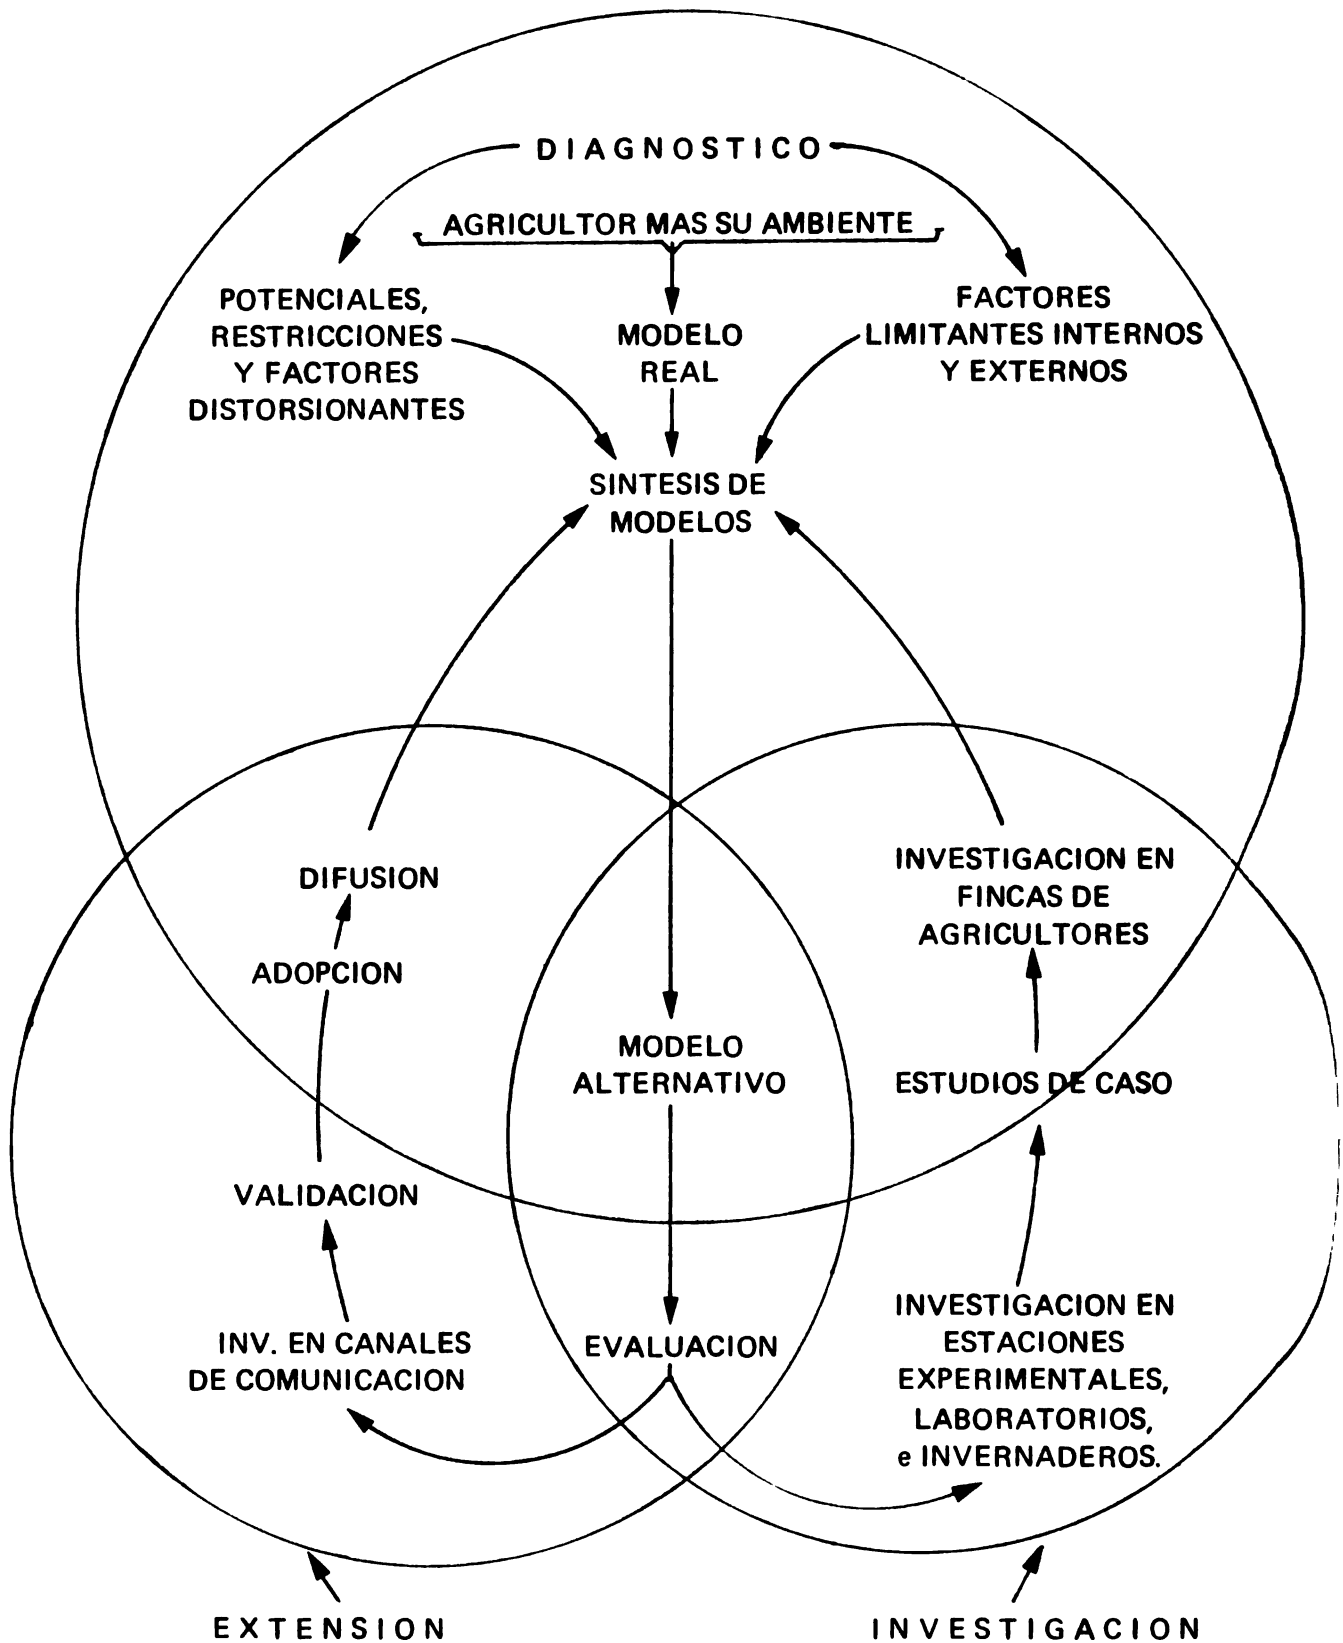 DIAGNOSTICO
AGRICULTOR MAS SU AMBIENTE
POTENCIALES,
RESTRICCIONES
Y FACTORES
DISTORSIONANTES
MODELO
REAL
FACTORES
LIMITANTES INTERNOS
Y EXTERNOS
SINTESIS DE
MODELOS
DIFUSION
ADOPCION
VALIDACION
INV. EN CANALES
DE COMUNICACION
MODELO
ALTERNATIVO
EVALUACION
INVESTIGACION EN
FINCAS DE
AGRICULTORES
ESTUDIOS DE CASO
INVESTIGACION EN
ESTACIONES
EXPERIMENTALES,
LABORATORIOS,
e INVERNADEROS.
EXTENSION
INVESTIGACION